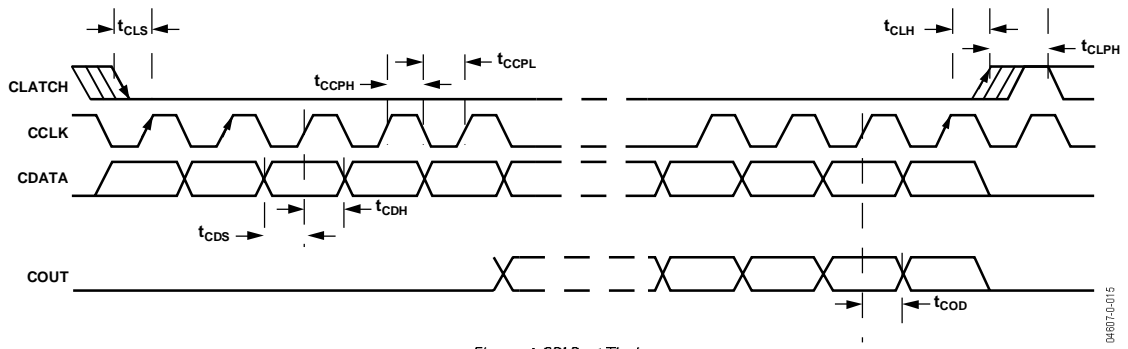 tCLS
tCLH
tCLPH
tCCPL
tCCPH
CLATCH
CCLK
CDATA
tCDH
tCDS
COUT
tCOD
04607-0-015